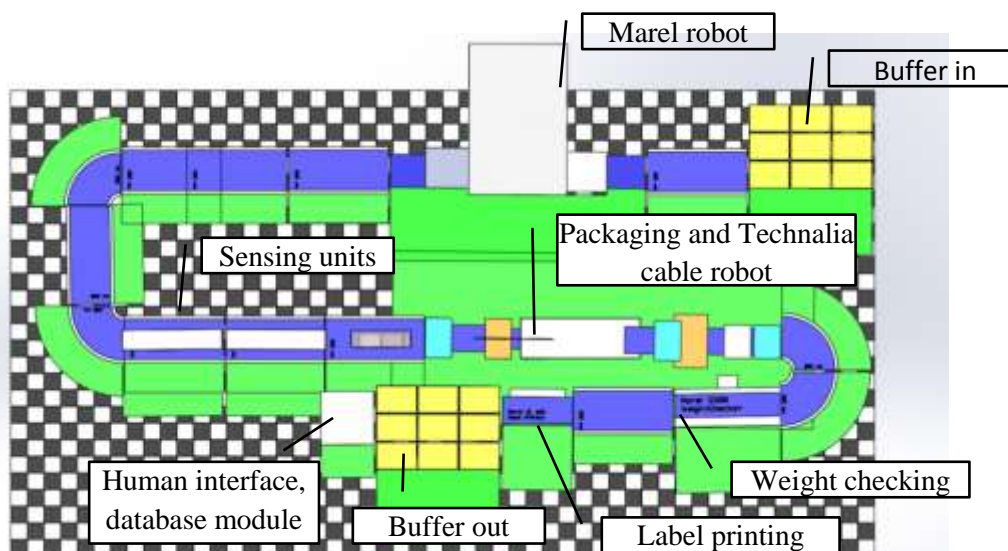 Marel robot
Buffer in
Packaging and Technalia
cable robot
Sensing units
Human interface,
database module
Buffer out
Label printing
Weight checking